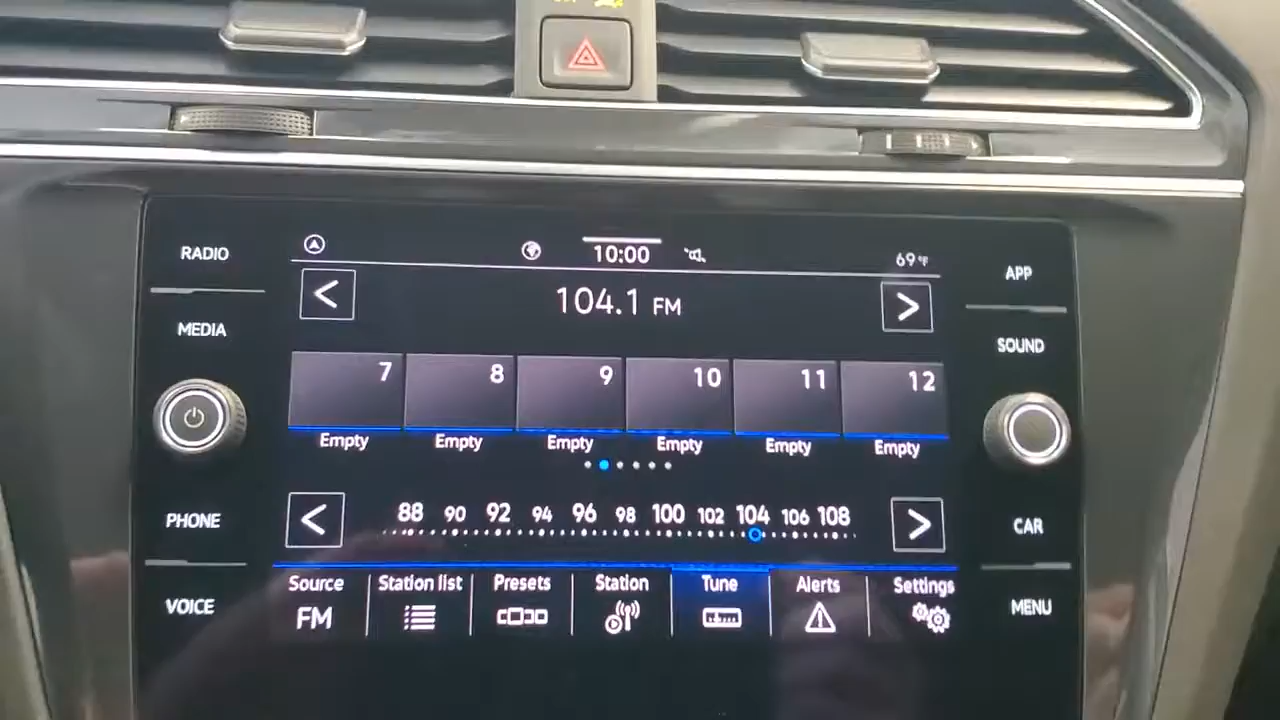 RADIO
MEDIA
PHONE
VOICE
10:00
69°F
104.1 FM
7 8 9 10 11 12
Empty Empty Empty Empty Empty Empty
88 90 92 94 96 98 100 102 104 106 108
Source Station list Presets Station Tune Alerts Settings
FM
APP
SOUND
CAR
MENU